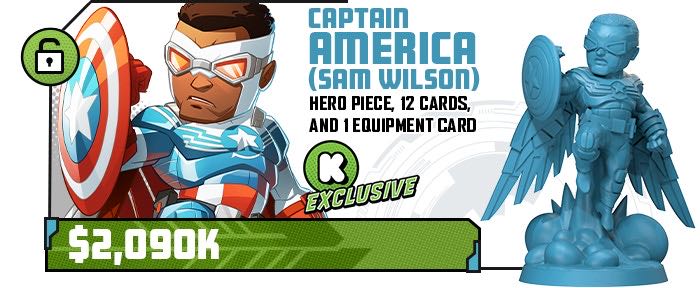 CAPTAIN
AMERICA
(SAM WILSON)
HERO PIECE, 12 CARDS,
AND 1 EQUIPMENT CARD
K
EXCLUSIVE
$2,090K